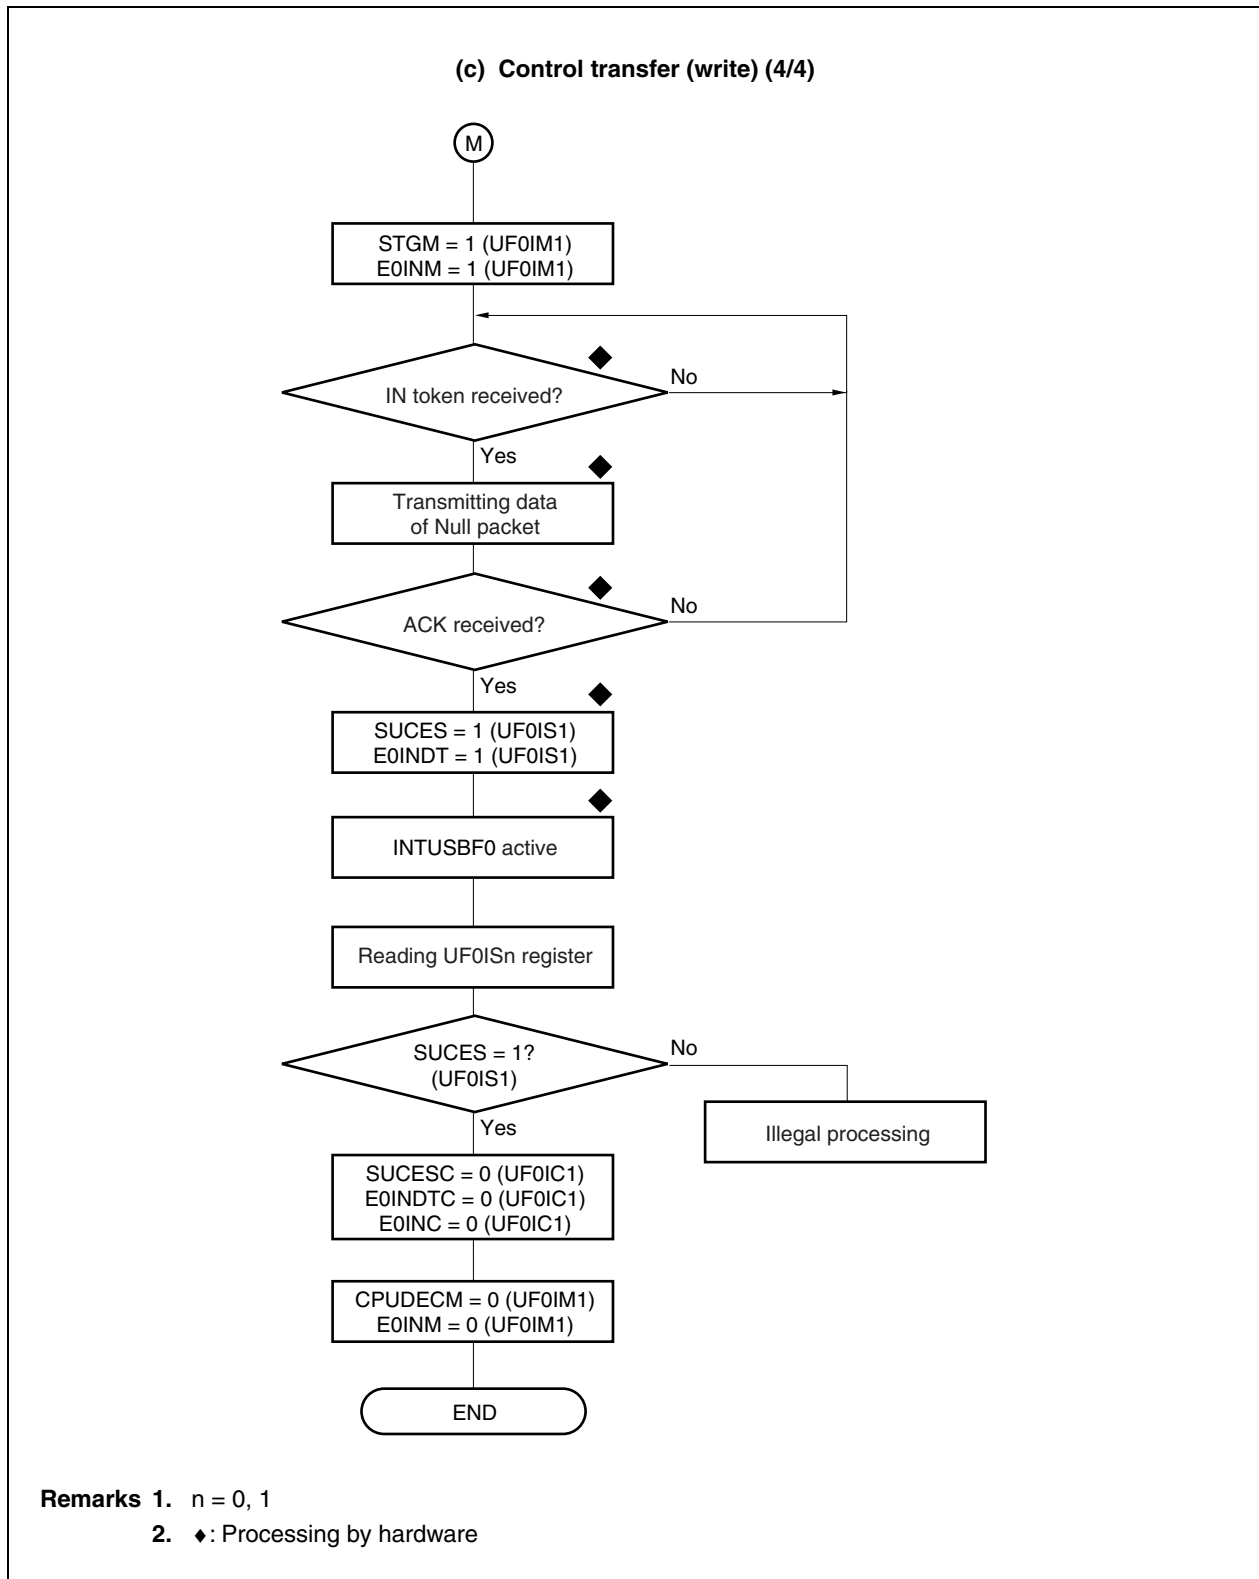 (c) Control transfer (write) (4/4)
M
STGM = 1 (UF0IM1)
E0INM = 1 (UF0IM1)
IN token received?
No
Yes
Transmitting data
of Null packet
ACK received?
No
Yes
SUCES = 1 (UF0IS1)
E0INDT = 1 (UF0IS1)
INTUSBF0 active
Reading UF0ISn register
SUCES = 1?
(UF0IS1)
No
Illegal processing
Yes
SUCESC = 0 (UF0IC1)
E0INDTC = 0 (UF0IC1)
E0INC = 0 (UF0IC1)
CPUDECM = 0 (UF0IM1)
E0INM = 0 (UF0IM1)
END
Remarks 1. n = 0, 1
2. ♦: Processing by hardware